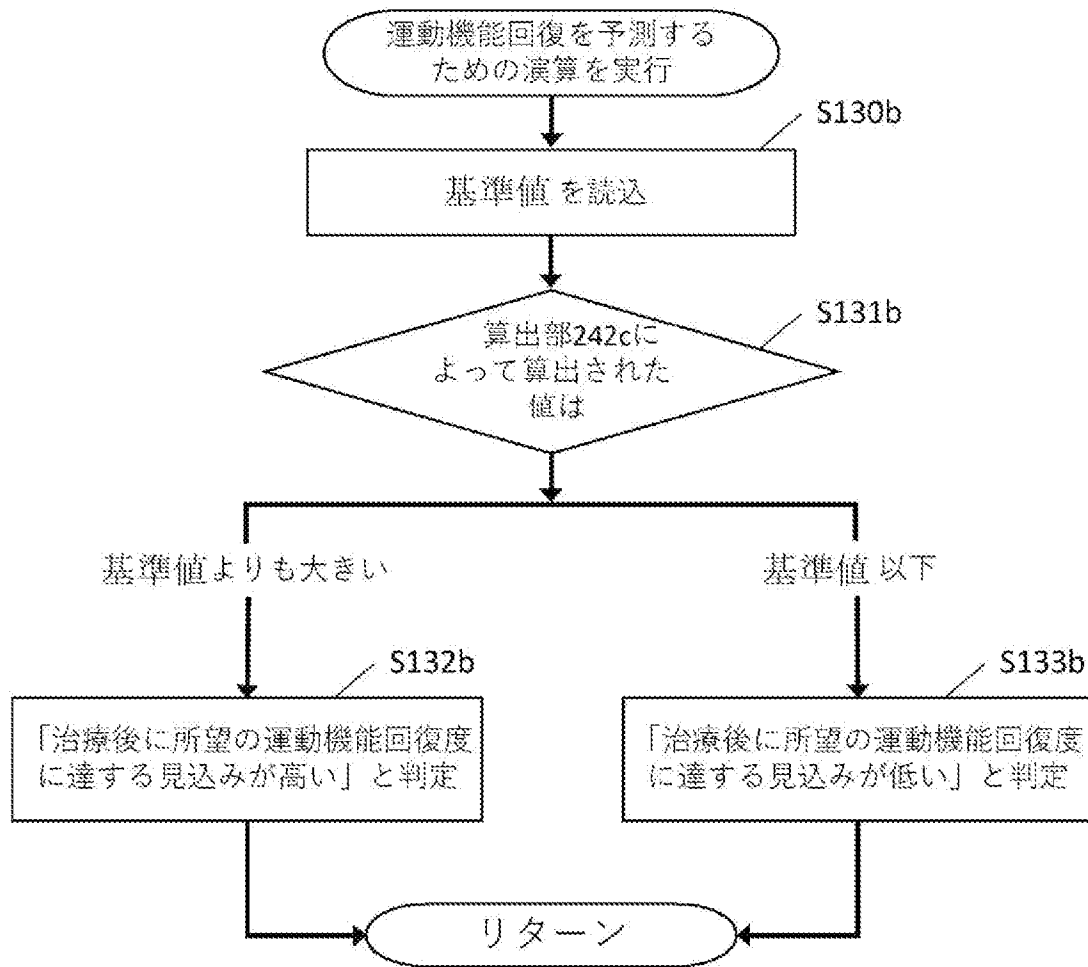 運動機能回復を予測する
ための演算を実行
S130b
基準値 を読込
S131b
算出部242cに
よって算出された
値は
基準値よりも大きい
基準値 以下
S132b
S133b
「治療後に所望の運動機能回復度
に達する見込みが高い」と判定
「治療後に所望の運動機能回復度
に達する見込みが低い」と判定
リターン